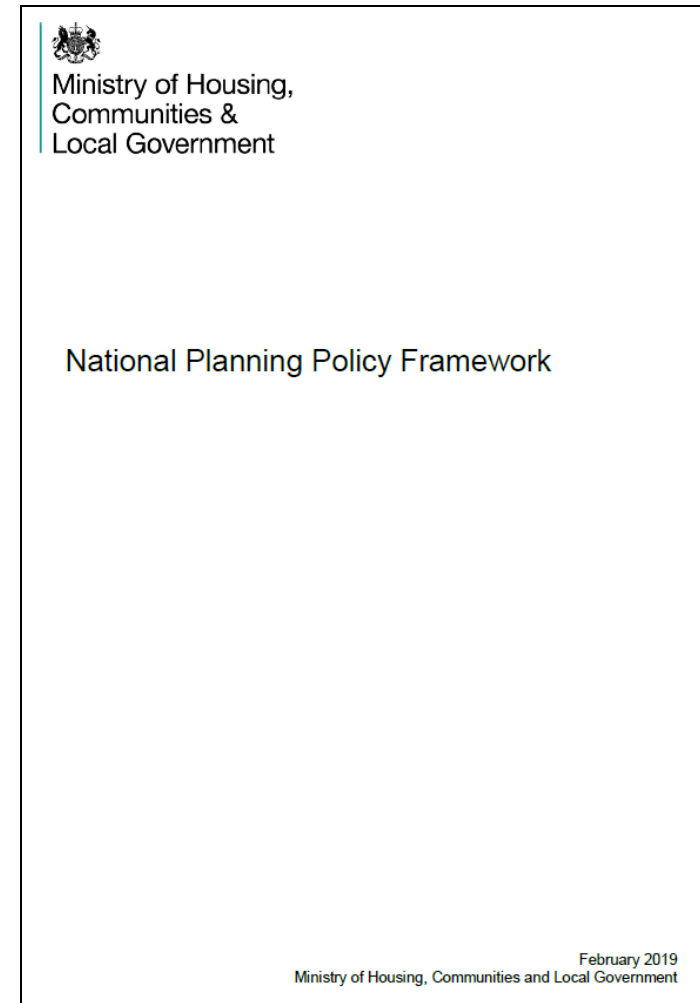 Ministry of Housing,
Communities &
Local Government
National Planning Policy Framework
February 2019
Ministry of Housing, Communities and Local Government